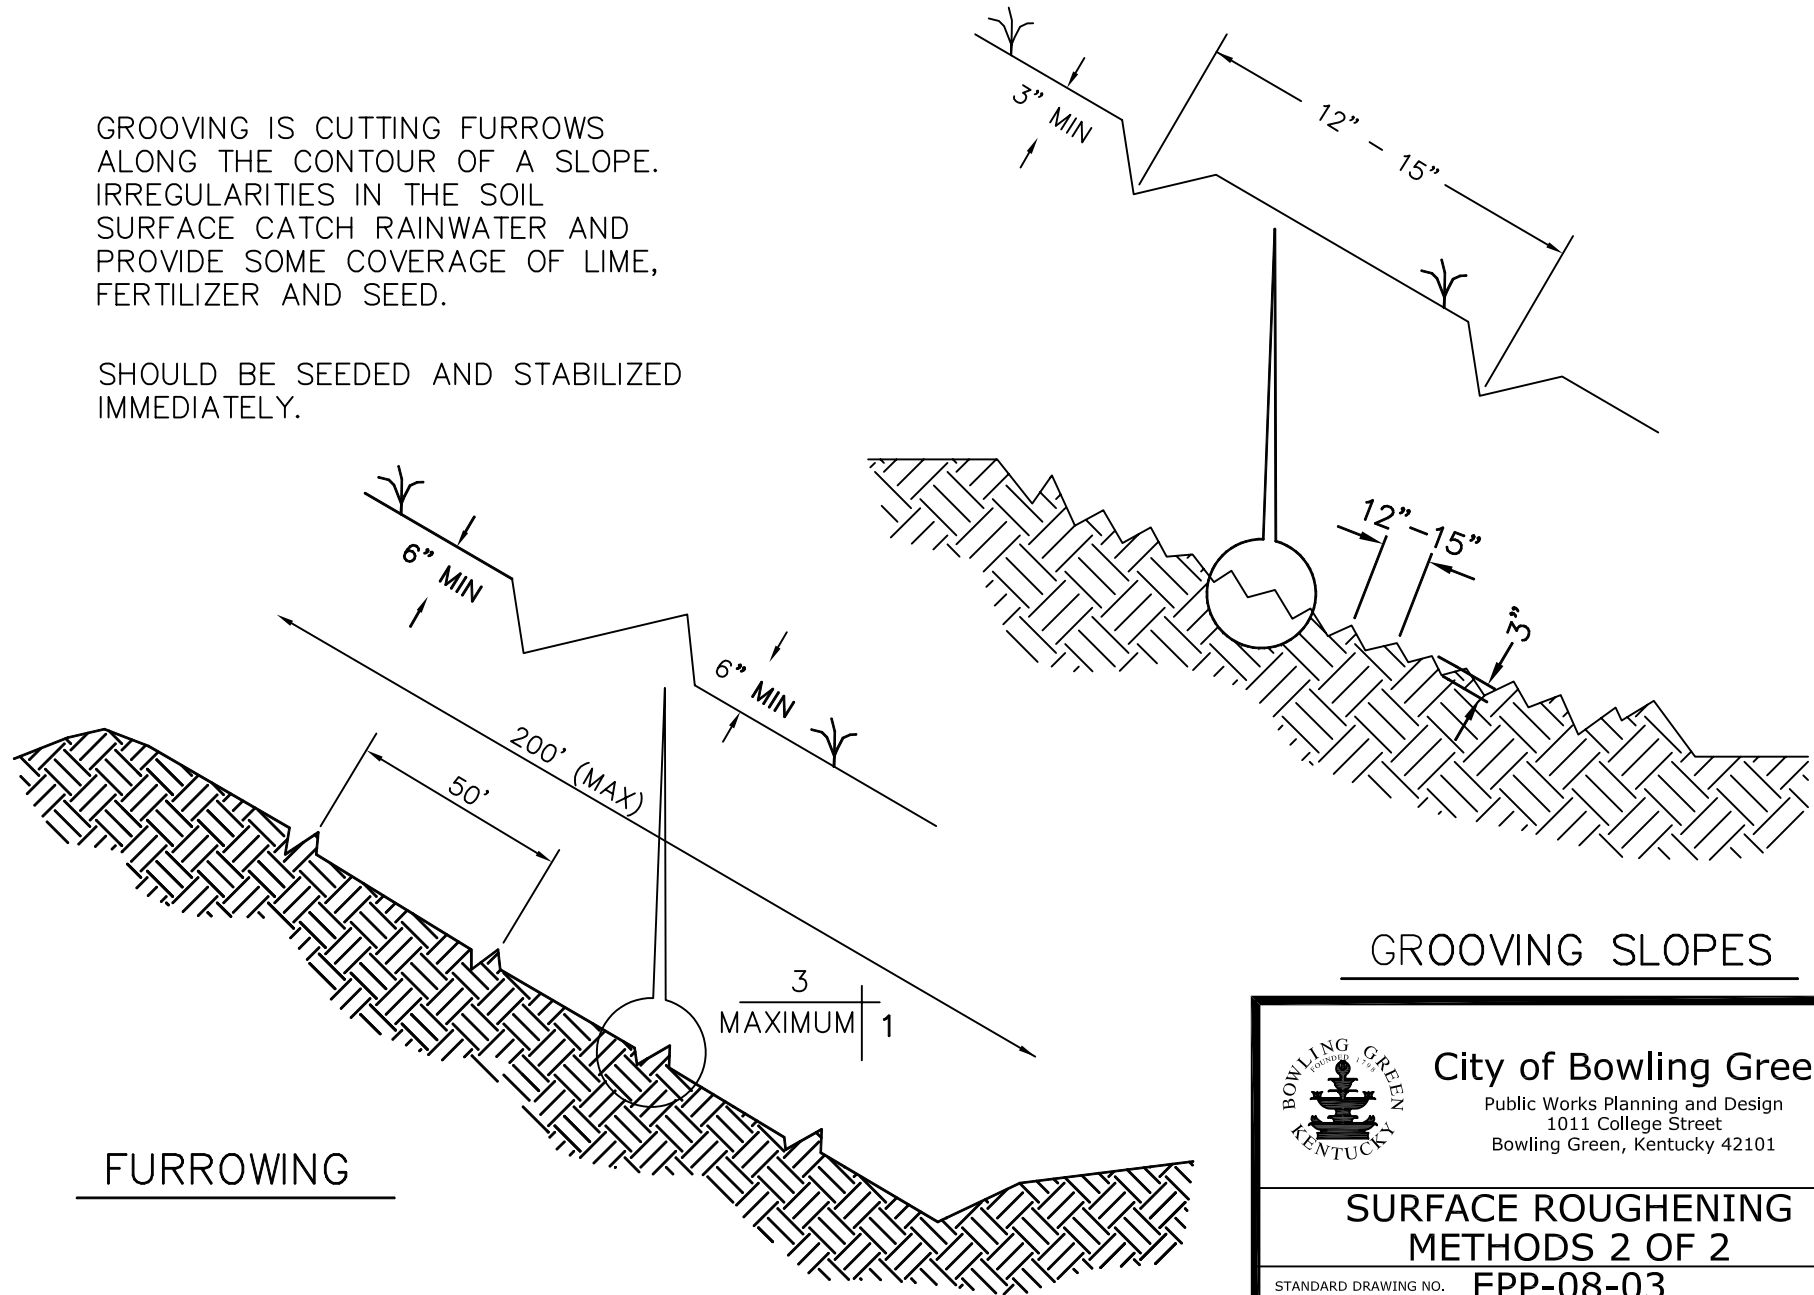 GROOVING IS CUTTING FURROWS
ALONG THE CONTOUR OF A SLOPE.
IRREGULARITIES IN THE SOIL
SURFACE CATCH RAINWATER AND
PROVIDE SOME COVERAGE OF LIME,
FERTILIZER AND SEED.
SHOULD BE SEEDED AND STABILIZED
IMMEDIATELY.
3" MIN
12" - 15"
12"-15"
3"
6" MIN
6" MIN
200' (MAX)
50'
3
MAXIMUM 1
FURROWING
GROOVING SLOPES
BOWLING GREEN
FOUNDED 1798
KENTUCKY
City of Bowling Gree
Public Works Planning and Design
1011 College Street
Bowling Green, Kentucky 42101
SURFACE ROUGHENING
METHODS 2 OF 2
STANDARD DRAWING NO. EPP-08-03